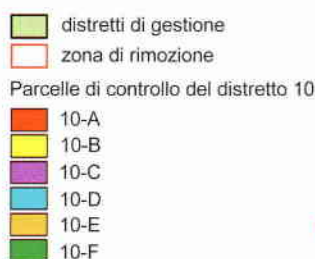 distretti di gestione
zona di rimozione
Parcelle di controllo del distretto 10
10-A
10-B
10-C
10-D
10-E
10-F